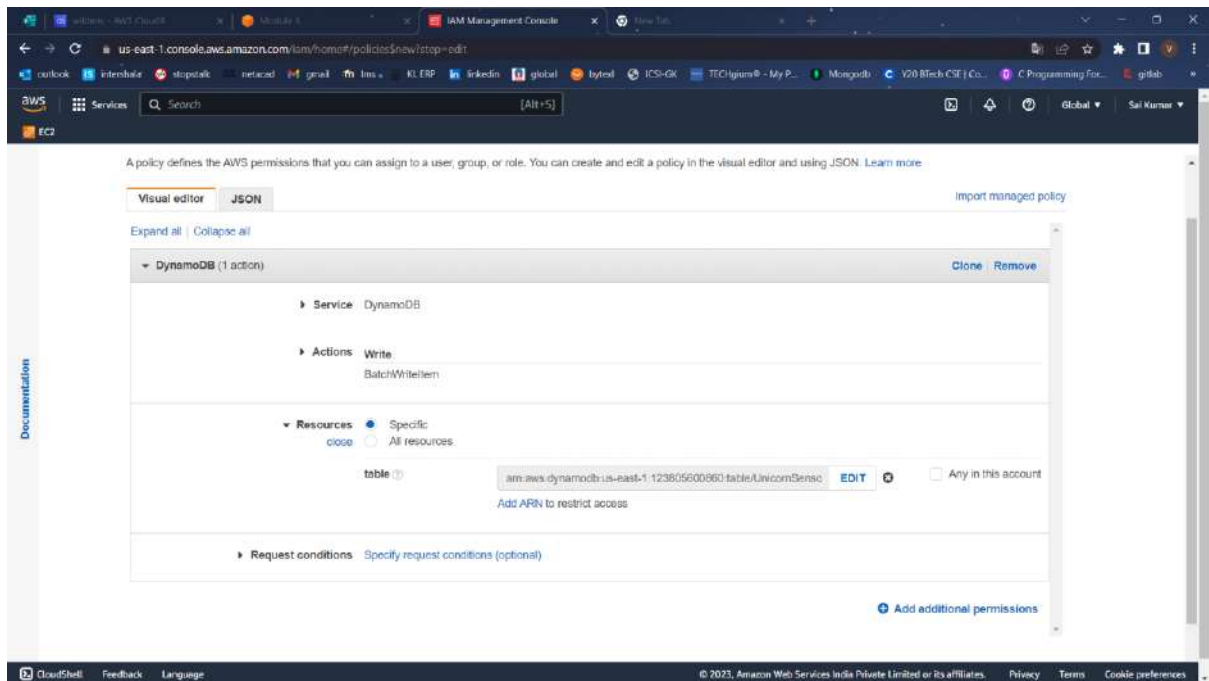 IAM Management Console
us-east-1.console.aws.amazon.com/iam/home#/policies$new?step=edit
outlook intershala stopstalk netacad gmail lms. KLERP linkedin global bytexl ICSI-GK TECHgium® - My P... Mongodb Y20 BTech CSE | Co... C Programming For... gitlab »
aws Services Search [Alt+S] Global Sai Kumar
EC2
A policy defines the AWS permissions that you can assign to a user, group, or role. You can create and edit a policy in the visual editor and using JSON. Learn more
Visual editor JSON Import managed policy
Expand all | Collapse all
DynamoDB (1 action) Clone | Remove
Service DynamoDB
Actions Write
BatchWriteItem
Documentation
Resources Specific
close All resources
table arn:aws:dynamodb:us-east-1:123805600860:table/UnicornSenso EDIT Any in this account
Add ARN to restrict access
Request conditions Specify request conditions (optional)
Add additional permissions
CloudShell Feedback Language © 2023, Amazon Web Services India Private Limited or its affiliates. Privacy Terms Cookie preferences